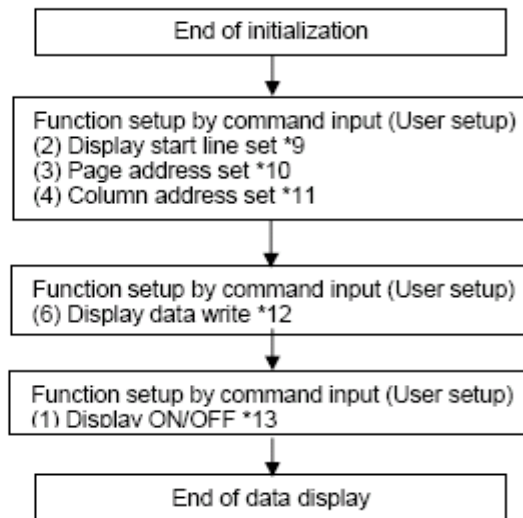 End of initialization
Function setup by command input (User setup)
(2) Display start line set *9
(3) Page address set *10
(4) Column address set *11
Function setup by command input (User setup)
(6) Display data write *12
Function setup by command input (User setup)
(1) Display ON/OFF *13
End of data display